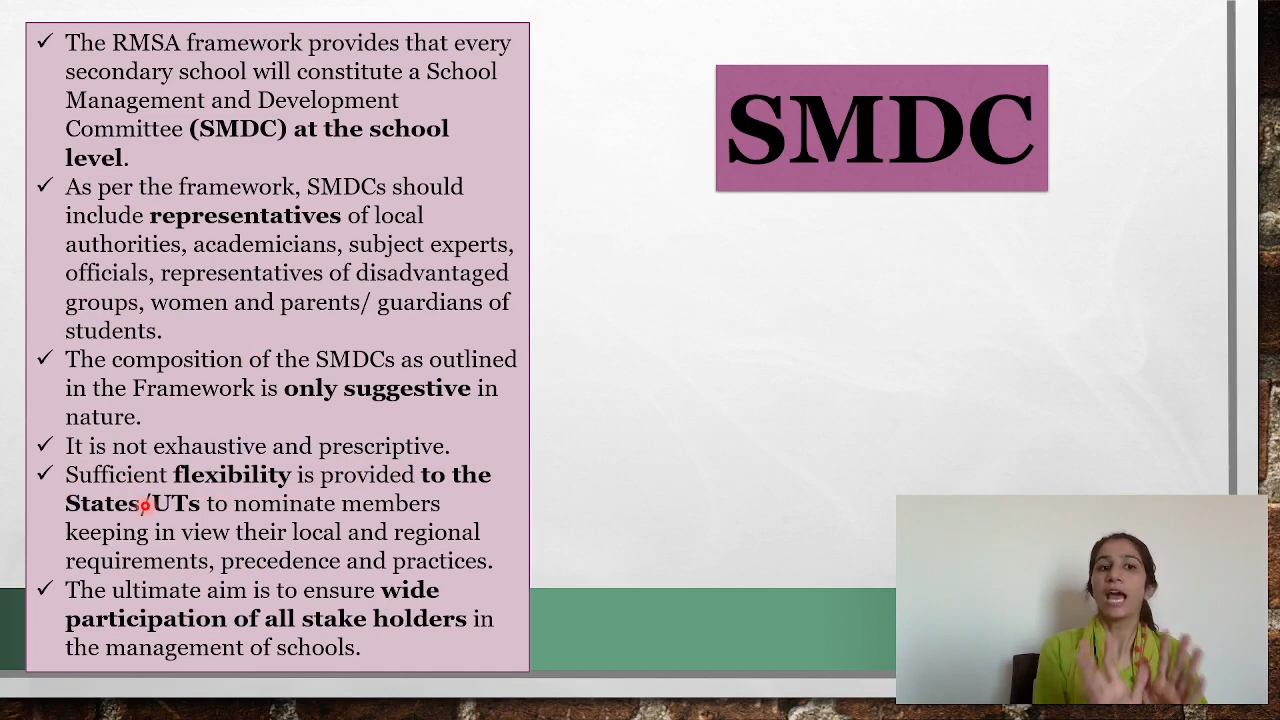 ✓ The RMSA framework provides that every
secondary school will constitute a School
Management and Development
Committee (SMDC) at the school
level.
✓ As per the framework, SMDCs should
include representatives of local
authorities, academicians, subject experts,
officials, representatives of disadvantaged
groups, women and parents/ guardians of
students.
✓ The composition of the SMDCs as outlined
in the Framework is only suggestive in
nature.
✓ It is not exhaustive and prescriptive.
✓ Sufficient flexibility is provided to the
States/UTs to nominate members
keeping in view their local and regional
requirements, precedence and practices.
✓ The ultimate aim is to ensure wide
participation of all stake holders in
the management of schools.
SMDC